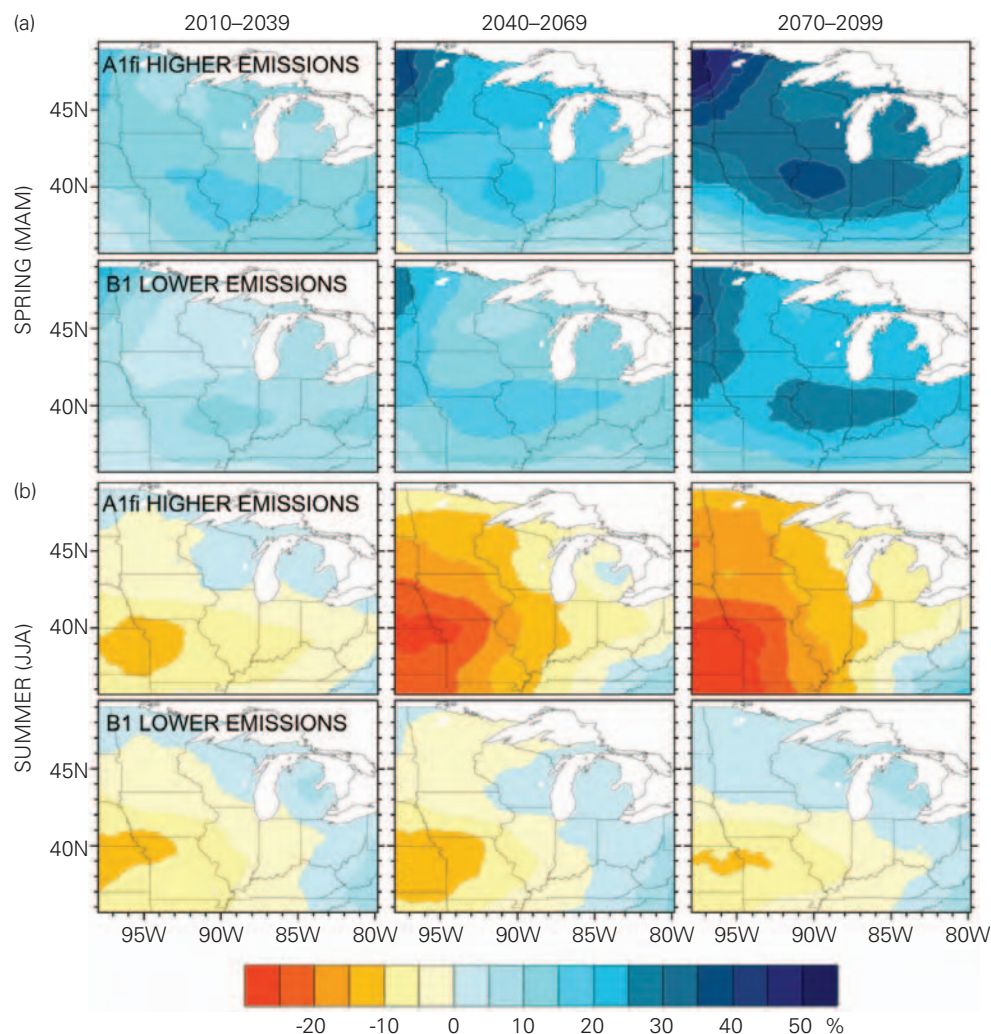 (a)
2010–2039 2040–2069 2070–2099
A1fi HIGHER EMISSIONS
45N
40N
SPRING (MAM)
B1 LOWER EMISSIONS
45N
40N
(b)
A1fi HIGHER EMISSIONS
45N
40N
SUMMER (JJA)
B1 LOWER EMISSIONS
45N
40N
95W 90W 85W 80W 95W 90W 85W 80W 95W 90W 85W 80W
-20 -10 0 10 20 30 40 50 %